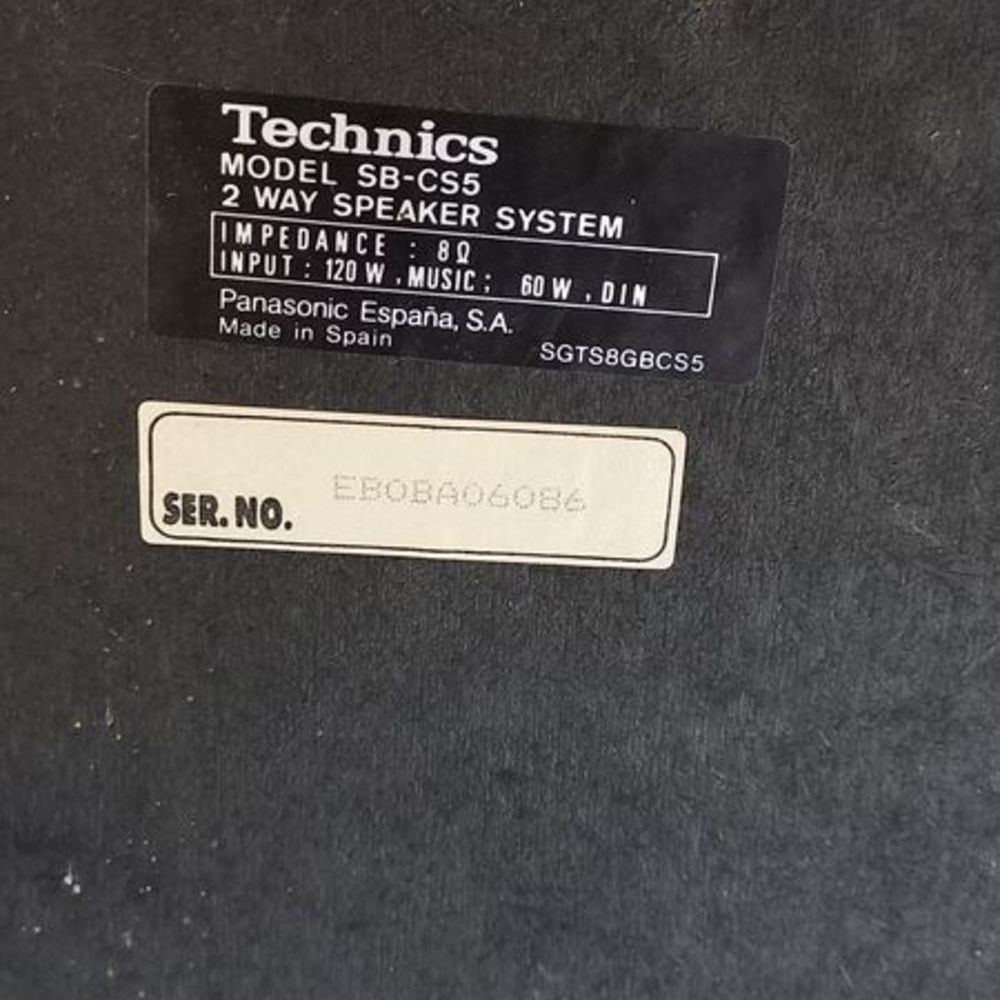 Technics
MODEL SB-CS5
2 WAY SPEAKER SYSTEM
IMPEDANCE : 8Ω
INPUT : 120 W , MUSIC ; 60 W , DIN
Panasonic España, S.A.
Made in Spain
SGTS8GBCS5
SER. NO. EB0BA06086